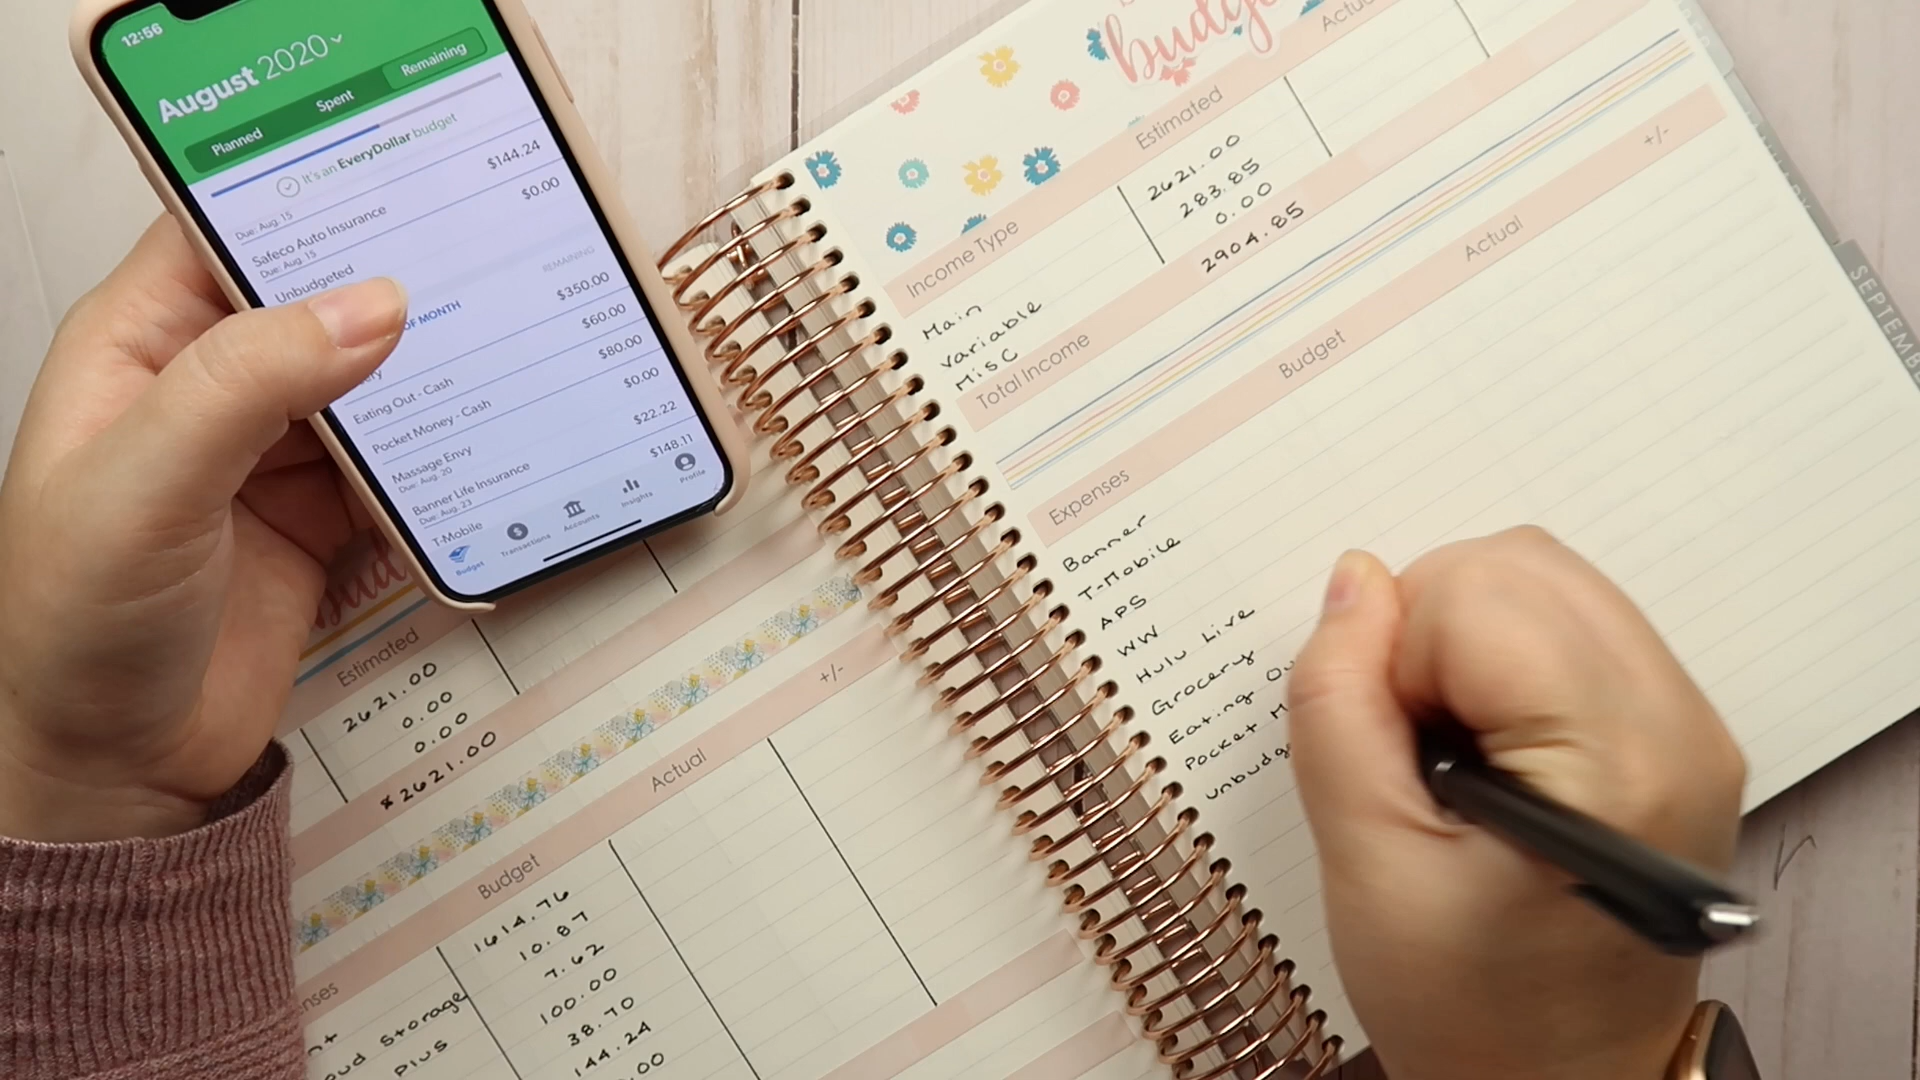 12:56
August 2020
Planned Spent Remaining
It's an EveryDollar budget
$144.24
Due: Aug. 15
Safeco Auto Insurance $0.00
Due: Aug. 15
Unbudgeted
OF MONTH REMAINING
$350.00
$60.00
Eating Out - Cash $80.00
Pocket Money - Cash $0.00
Massage Envy $22.22
Due: Aug. 20
Banner Life Insurance $148.11
Due: Aug. 23
T-Mobile
Budget Transactions Accounts Insights Profile
Estimated
2621.00
0.00
0.00
$2621.00
Budget Actual +/-
1614.76
10.87
7.62
100.00
38.70
144.24
.00
Storage
Plus
Income Type Estimated
Main 2621.00
Variable 283.85
Misc 0.00
Total Income 2904.85
Expenses Budget Actual +/-
Banner
T-Mobile
APS
WW
Hulu Live
Grocery
Eating
Pocket
SEPTEMB